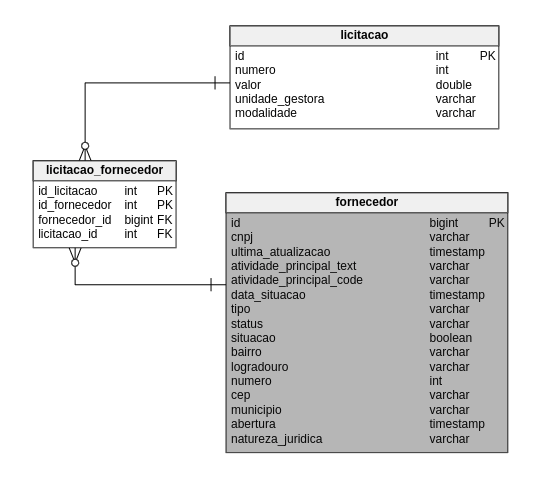 licitacao
id int PK
numero int
valor double
unidade_gestora varchar
modalidade varchar
licitacao_fornecedor
id_licitacao int PK
id_fornecedor int PK
fornecedor_id bigint FK
licitacao_id int FK
fornecedor
id bigint PK
cnpj varchar
ultima_atualizacao timestamp
atividade_principal_text varchar
atividade_principal_code varchar
data_situacao timestamp
tipo varchar
status varchar
situacao boolean
bairro varchar
logradouro varchar
numero int
cep varchar
municipio varchar
abertura timestamp
natureza_juridica varchar